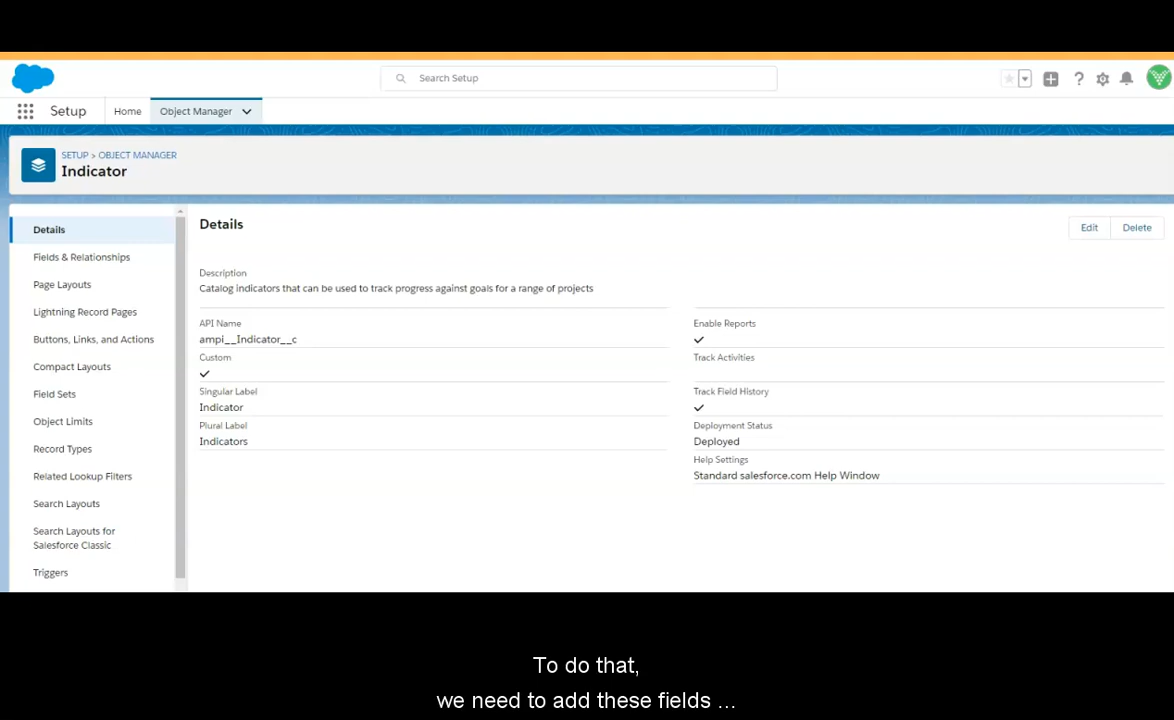 Search Setup
Setup
Home
Object Manager
SETUP > OBJECT MANAGER
Indicator
Details
Fields & Relationships
Page Layouts
Lightning Record Pages
Buttons, Links, and Actions
Compact Layouts
Field Sets
Object Limits
Record Types
Related Lookup Filters
Search Layouts
Search Layouts for
Salesforce Classic
Triggers
Details
Edit
Delete
Description
Catalog indicators that can be used to track progress against goals for a range of projects
API Name
ampi__Indicator__c
Custom
Singular Label
Indicator
Plural Label
Indicators
Enable Reports
Track Activities
Track Field History
Deployment Status
Deployed
Help Settings
Standard salesforce.com Help Window
To do that,
we need to add these fields ...